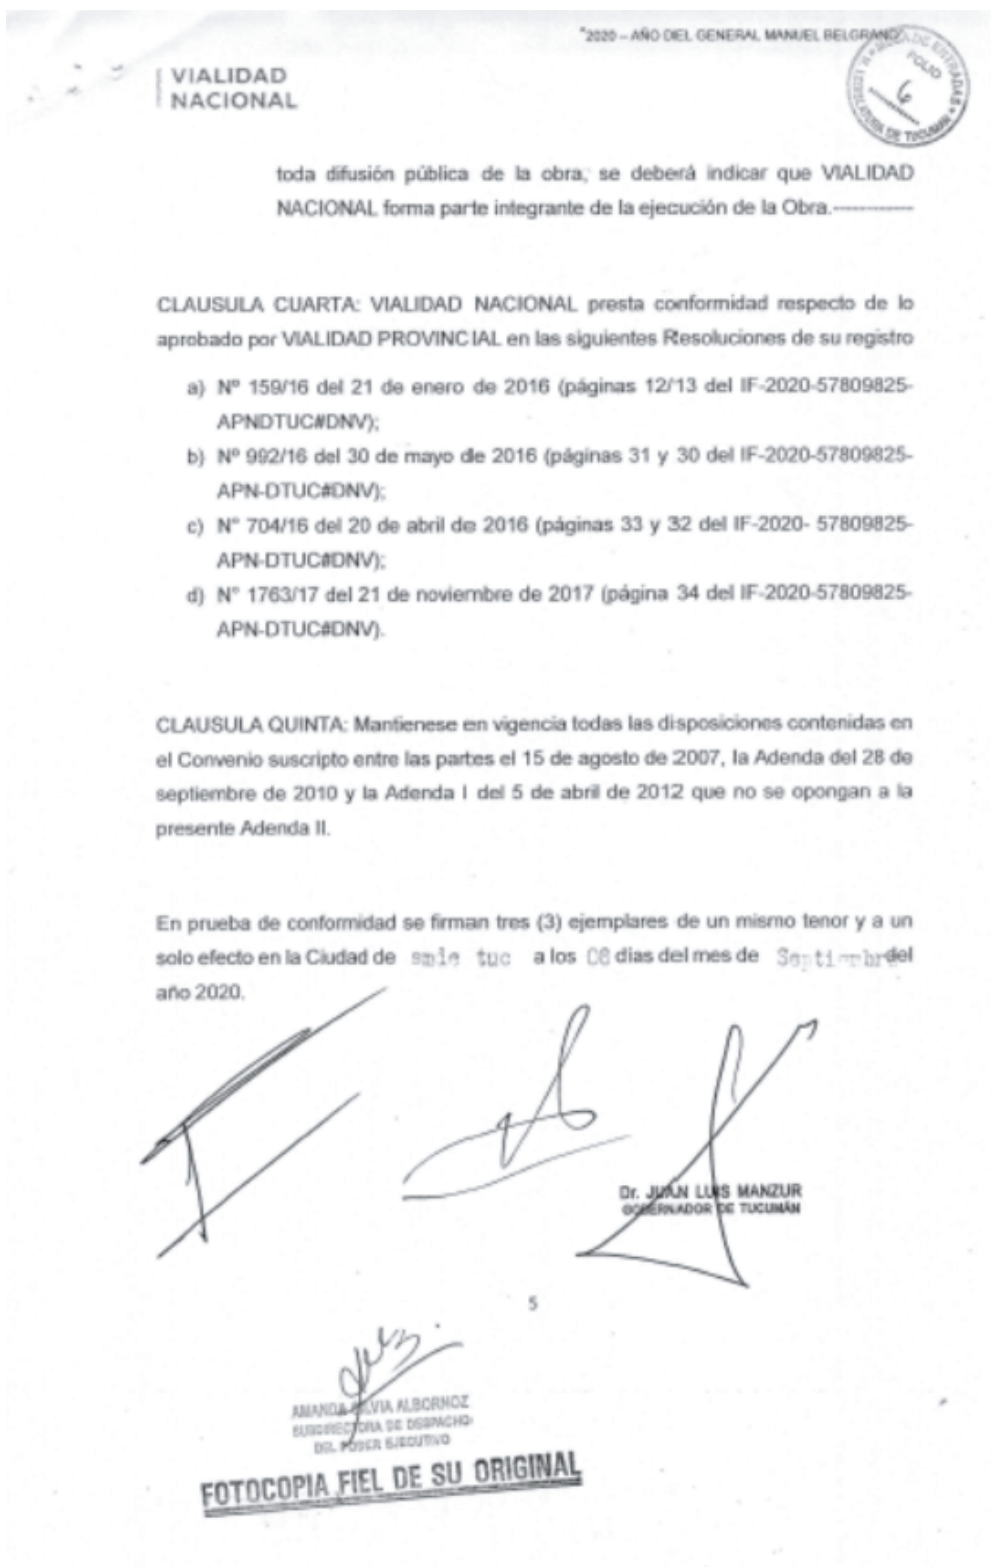 "2020 – AÑO DEL GENERAL MANUEL BELGRANO
MESA DE ENTRADAS
FOLIO
6
LEGISLATURA DE TUCUMÁN
VIALIDAD
NACIONAL
toda difusión pública de la obra, se deberá indicar que VIALIDAD
NACIONAL forma parte integrante de la ejecución de la Obra.------------
CLAUSULA CUARTA: VIALIDAD NACIONAL presta conformidad respecto de lo
aprobado por VIALIDAD PROVINCIAL en las siguientes Resoluciones de su registro
a) Nº 159/16 del 21 de enero de 2016 (páginas 12/13 del IF-2020-57809825-
APNDTUC#DNV);
b) Nº 992/16 del 30 de mayo de 2016 (páginas 31 y 30 del IF-2020-57809825-
APN-DTUC#DNV);
c) N° 704/16 del 20 de abril de 2016 (páginas 33 y 32 del IF-2020- 57809825-
APN-DTUC#DNV);
d) N° 1763/17 del 21 de noviembre de 2017 (página 34 del IF-2020-57809825-
APN-DTUC#DNV).
CLAUSULA QUINTA: Mantienese en vigencia todas las disposiciones contenidas en
el Convenio suscripto entre las partes el 15 de agosto de 2007, la Adenda del 28 de
septiembre de 2010 y la Adenda I del 5 de abril de 2012 que no se opongan a la
presente Adenda II.
En prueba de conformidad se firman tres (3) ejemplares de un mismo tenor y a un
solo efecto en la Ciudad de smle tuc a los 08 días del mes de Septiembre del
año 2020.
Dr. JUAN LUIS MANZUR
GOBERNADOR DE TUCUMÁN
5
AMANDA SILVIA ALBORNOZ
SUBDIRECTORA DE DESPACHO
DEL PODER EJECUTIVO
FOTOCOPIA FIEL DE SU ORIGINAL